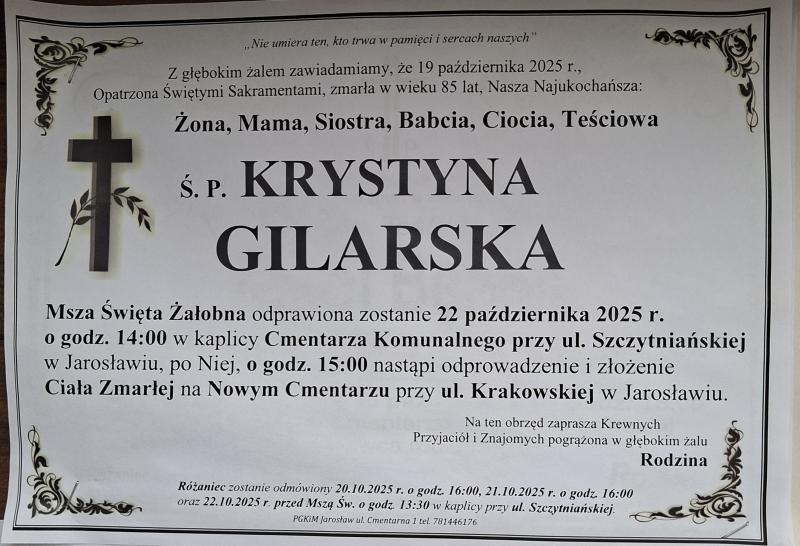 „Nie umiera ten, kto trwa w pamięci i sercach naszych”
Z głębokim żalem zawiadamiamy, że 19 października 2025 r.,
Opatrzona Świętymi Sakramentami, zmarła w wieku 85 lat, Nasza Najukochańsza:
Żona, Mama, Siostra, Babcia, Ciocia, Teściowa
Ś. P. KRYSTYNA
GILARSKA
Msza Święta Żałobna odprawiona zostanie 22 października 2025 r.
o godz. 14:00 w kaplicy Cmentarza Komunalnego przy ul. Szczytniańskiej
w Jarosławiu, po Niej, o godz. 15:00 nastąpi odprowadzenie i złożenie
Ciała Zmarłej na Nowym Cmentarzu przy ul. Krakowskiej w Jarosławiu.
Na ten obrzęd zaprasza Krewnych
Przyjaciół i Znajomych pogrążona w głębokim żalu
Rodzina
Różaniec zostanie odmówiony 20.10.2025 r. o godz. 16:00, 21.10.2025 r. o godz. 16:00
oraz 22.10.2025 r. przed Mszą Św. o godz. 13:30 w kaplicy przy ul. Szczytniańskiej.
PGKiM Jarosław ul. Cmentarna 1 tel. 781446176